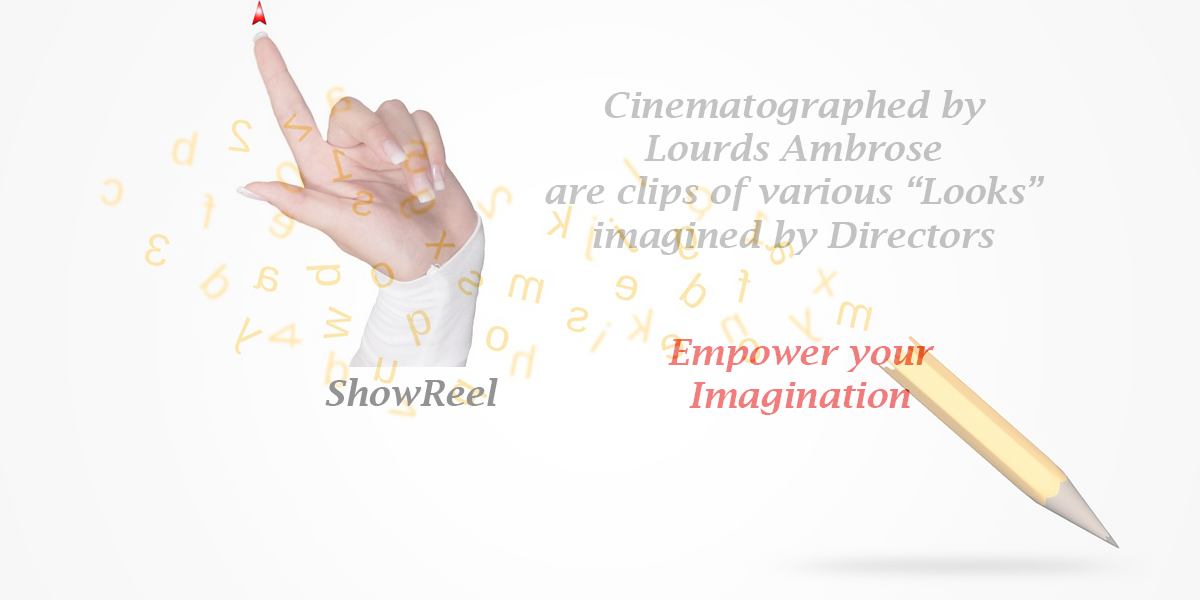 Cinematographed by
Lourds Ambrose
are clips of various “Looks”
imagined by Directors
Empower your
Imagination
ShowReel